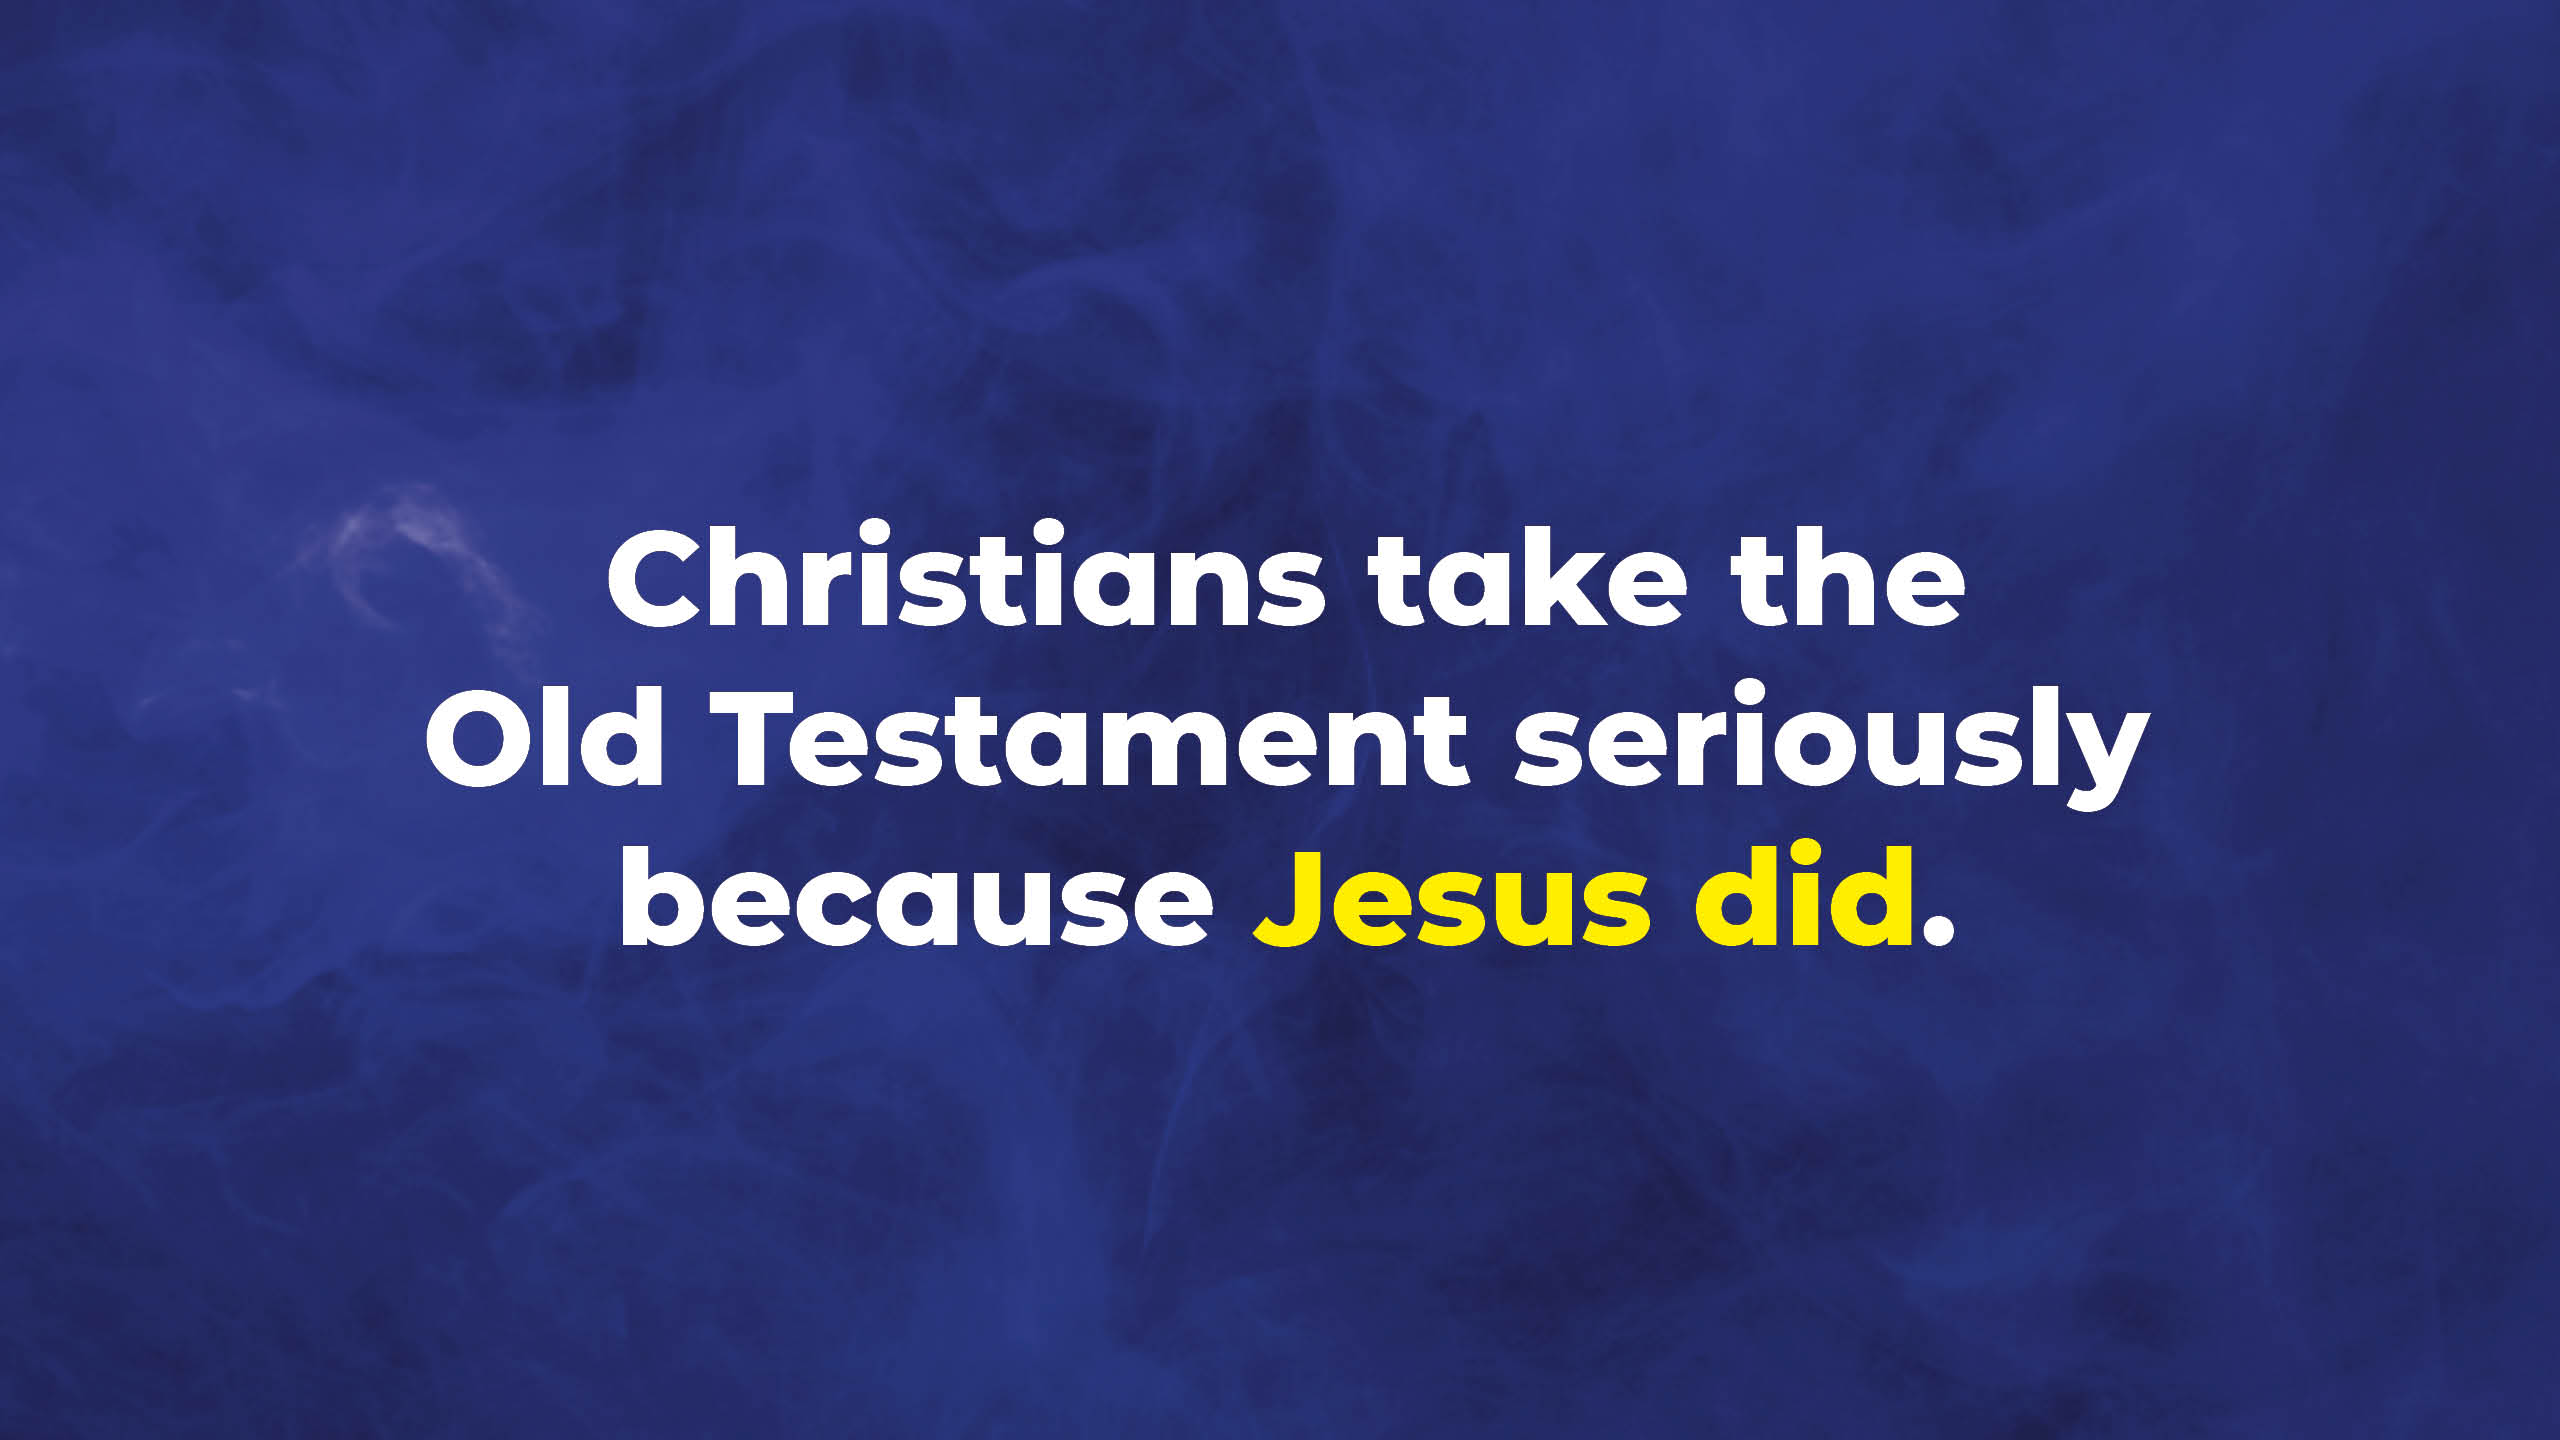 Christians take the
Old Testament seriously
because Jesus did.